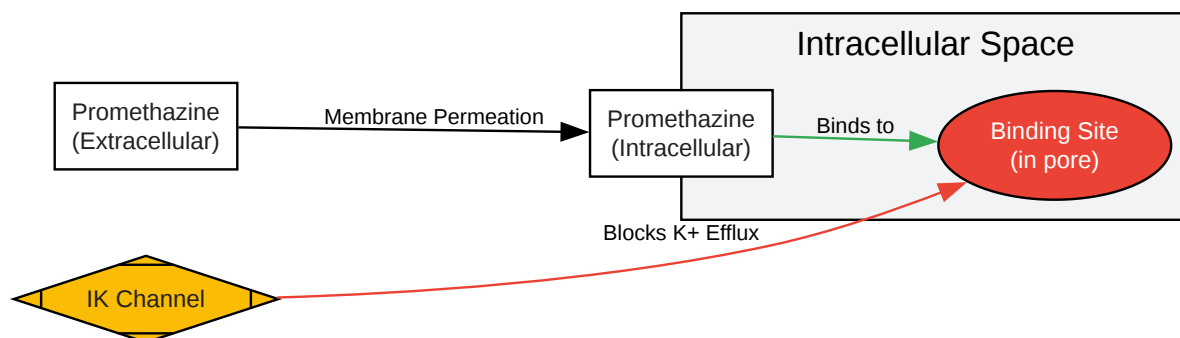 Intracellular Space
Promethazine
(Extracellular)
Membrane Permeation
Promethazine
(Intracellular)
Binds to
Binding Site
(in pore)
Blocks K+ Efflux
IK Channel